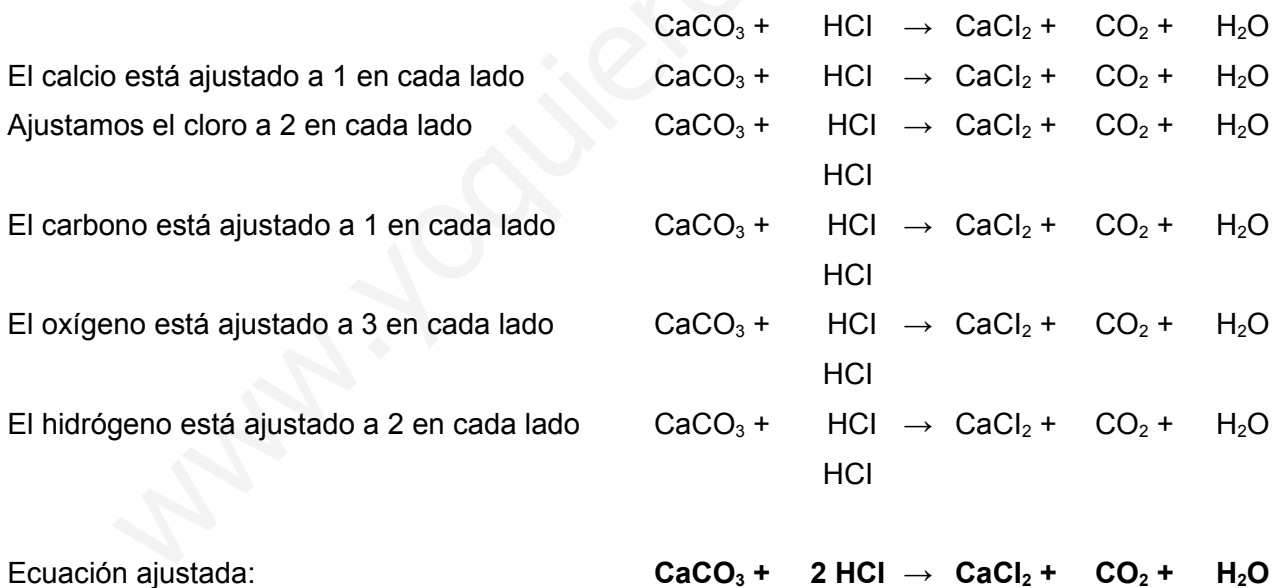 CaCO₃ + HCl → CaCl₂ + CO₂ + H₂O
El calcio está ajustado a 1 en cada lado CaCO₃ + HCl → CaCl₂ + CO₂ + H₂O
Ajustamos el cloro a 2 en cada lado CaCO₃ + HCl → CaCl₂ + CO₂ + H₂O
HCl
El carbono está ajustado a 1 en cada lado CaCO₃ + HCl → CaCl₂ + CO₂ + H₂O
HCl
El oxígeno está ajustado a 3 en cada lado CaCO₃ + HCl → CaCl₂ + CO₂ + H₂O
HCl
El hidrógeno está ajustado a 2 en cada lado CaCO₃ + HCl → CaCl₂ + CO₂ + H₂O
HCl
Ecuación ajustada: CaCO₃ + 2 HCl → CaCl₂ + CO₂ + H₂O
www.yoquier